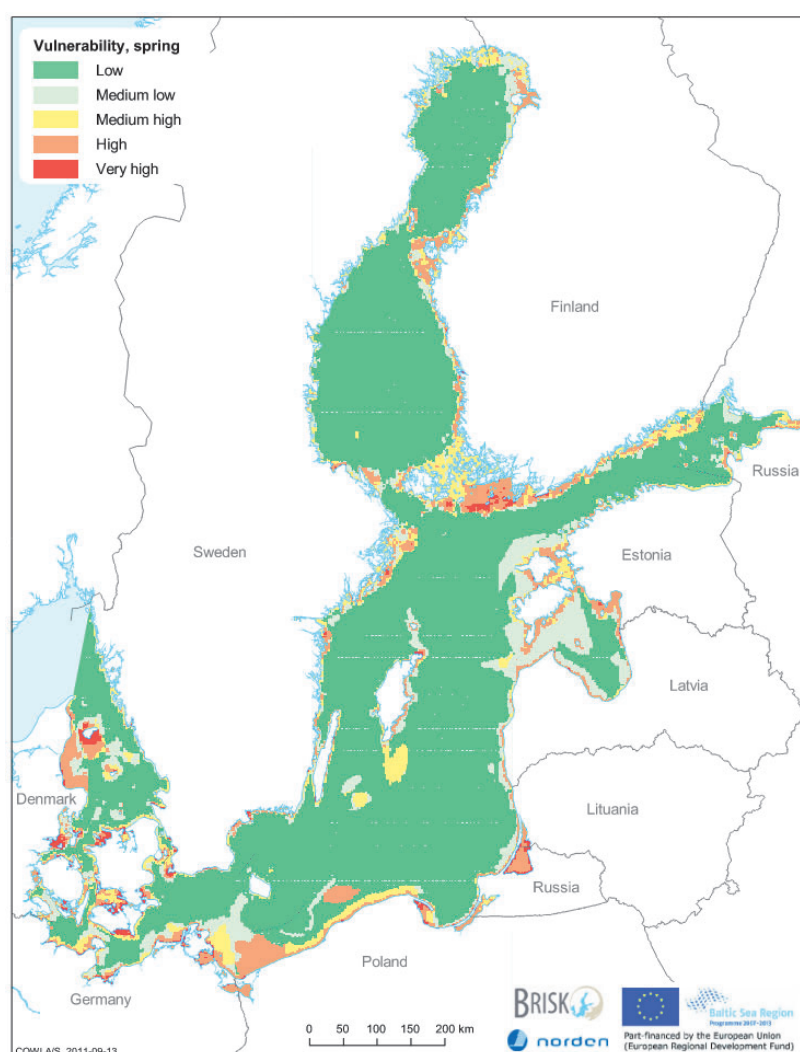 Vulnerability, spring
Low
Medium low
Medium high
High
Very high
Finland
Russia
Sweden
Estonia
Latvia
Denmark
Lituania
Russia
Poland
Germany
BRISK
Baltic Sea Region
Programme 2007-2013
norden
Part-financed by the European Union
(European Regional Development Fund)
0 50 100 150 200 km
COWI A/S, 2011-09-13